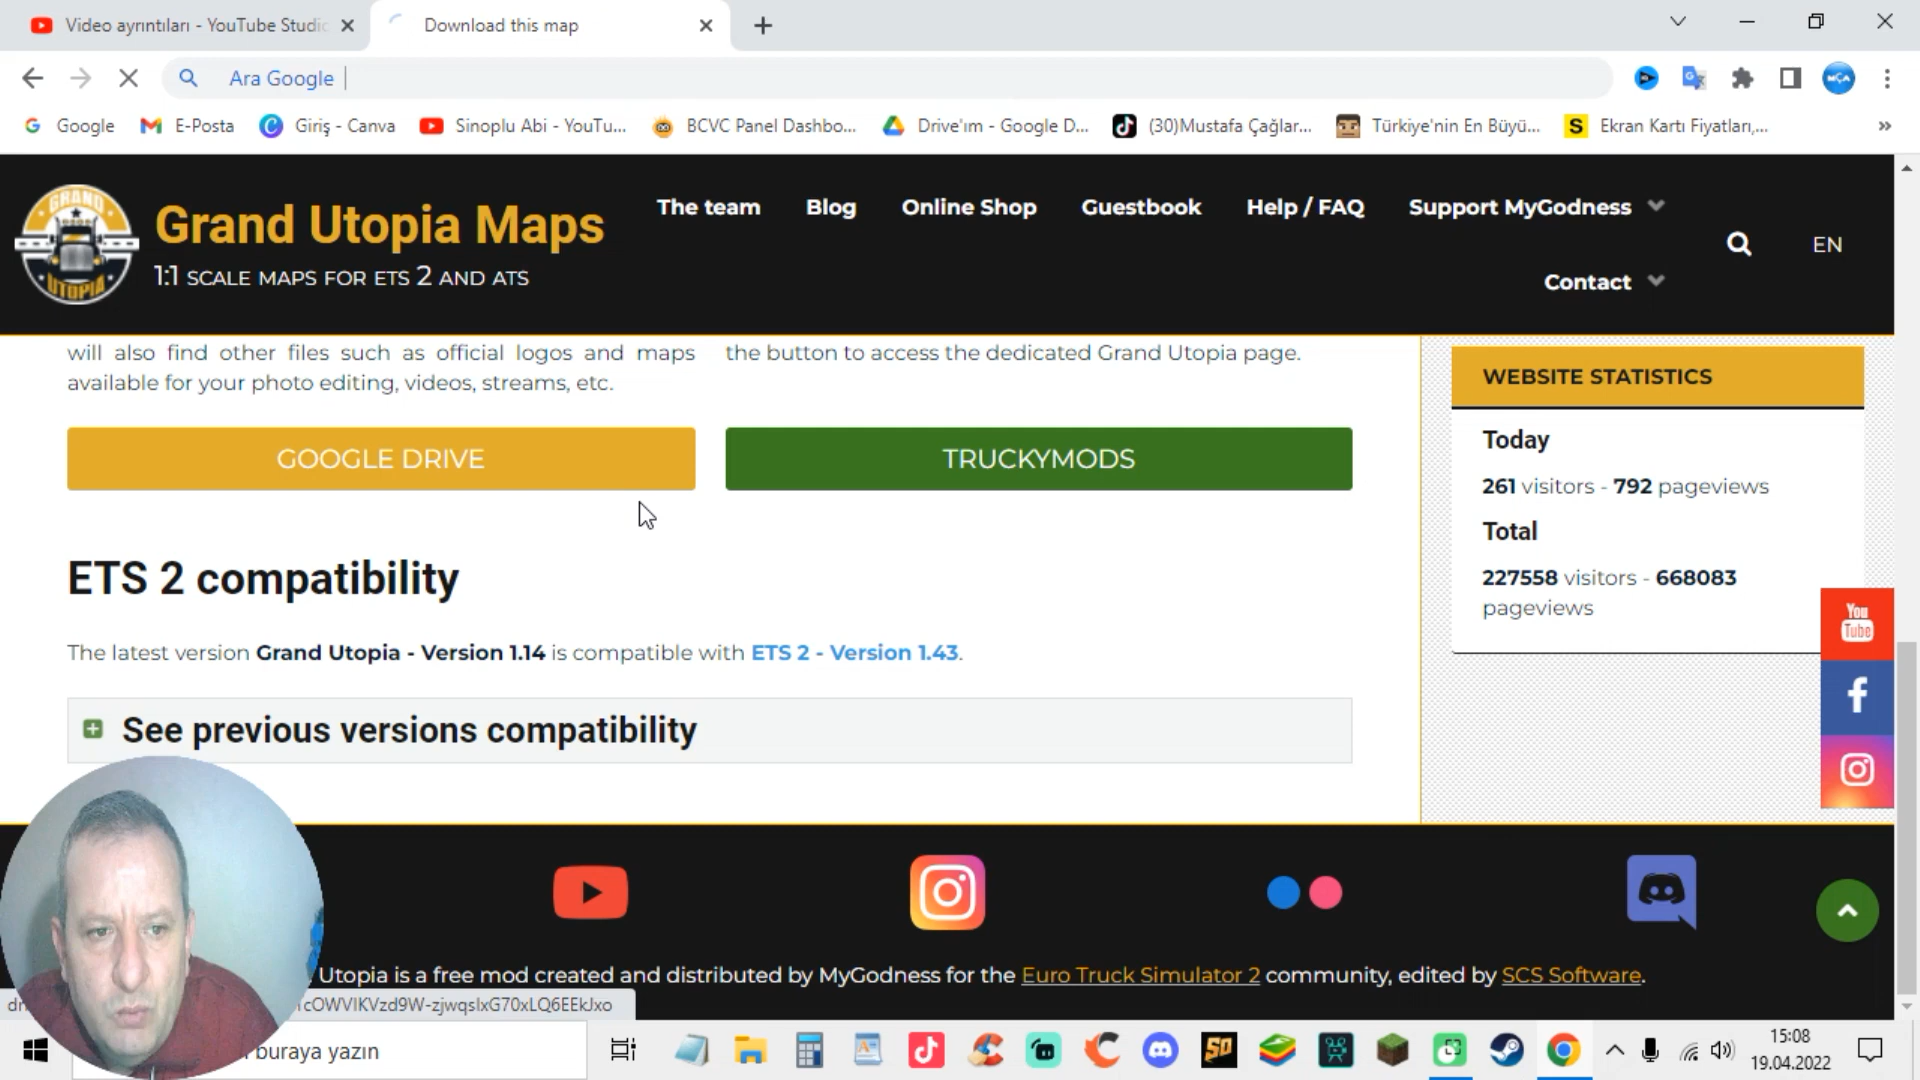 Video ayrıntıları - YouTube Studio
Download this map
Ara Google
Google
E-Posta
Giriş - Canva
Sinoplu Abi - YouTu...
BCVC Panel Dashbo...
Drive'ım - Google D...
(30)Mustafa Çağlar...
Türkiye'nin En Büyü...
Ekran Kartı Fiyatları,...
GRAND
UTOPIA
Grand Utopia Maps
1:1 SCALE MAPS FOR ETS 2 AND ATS
The team
Blog
Online Shop
Guestbook
Help / FAQ
Support MyGodness
Contact
EN
will also find other files such as official logos and maps
available for your photo editing, videos, streams, etc.
the button to access the dedicated Grand Utopia page.
GOOGLE DRIVE
TRUCKYMODS
ETS 2 compatibility
The latest version Grand Utopia - Version 1.14 is compatible with ETS 2 - Version 1.43.
See previous versions compatibility
WEBSITE STATISTICS
Today
261 visitors - 792 pageviews
Total
227558 visitors - 668083
pageviews
You
Tube
Utopia is a free mod created and distributed by MyGodness for the Euro Truck Simulator 2 community, edited by SCS Software.
cOWVIKVzd9W-zjwqslxG70xLQ6EEkJxo
buraya yazın
15:08
19.04.2022